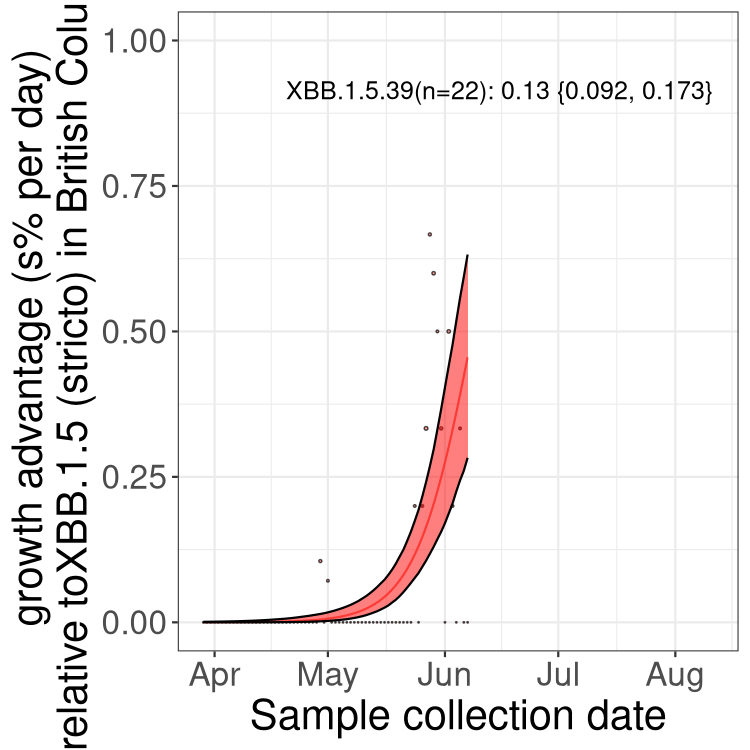 growth advantage (s% per day)
relative toXBB.1.5 (stricto) in British Colu
1.00
0.75
0.50
0.25
0.00
XBB.1.5.39(n=22): 0.13 {0.092, 0.173}
Apr May Jun Jul Aug
Sample collection date